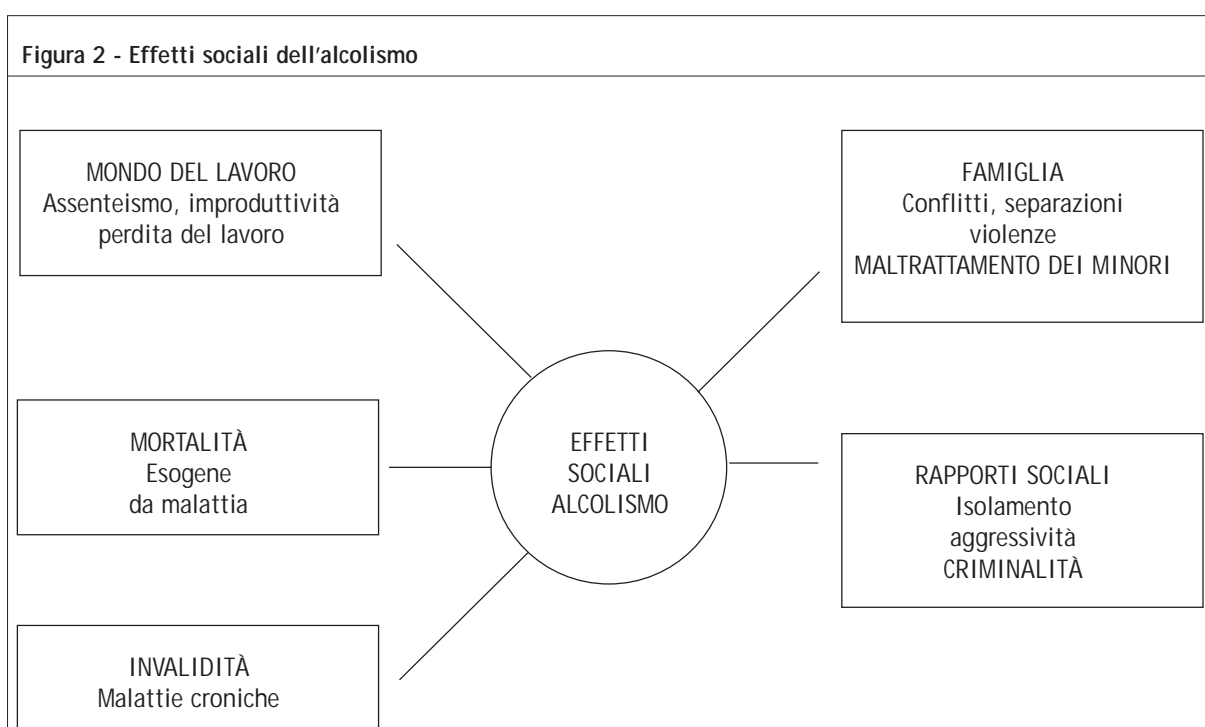 Figura 2 - Effetti sociali dell'alcolismo
MONDO DEL LAVORO
Assenteismo, improduttività
perdita del lavoro
FAMIGLIA
Conflitti, separazioni
violenze
MALTRATTAMENTO DEI MINORI
MORTALITÀ
Esogene
da malattia
EFFETTI
SOCIALI
ALCOLISMO
RAPPORTI SOCIALI
Isolamento
aggressività
CRIMINALITÀ
INVALIDITÀ
Malattie croniche